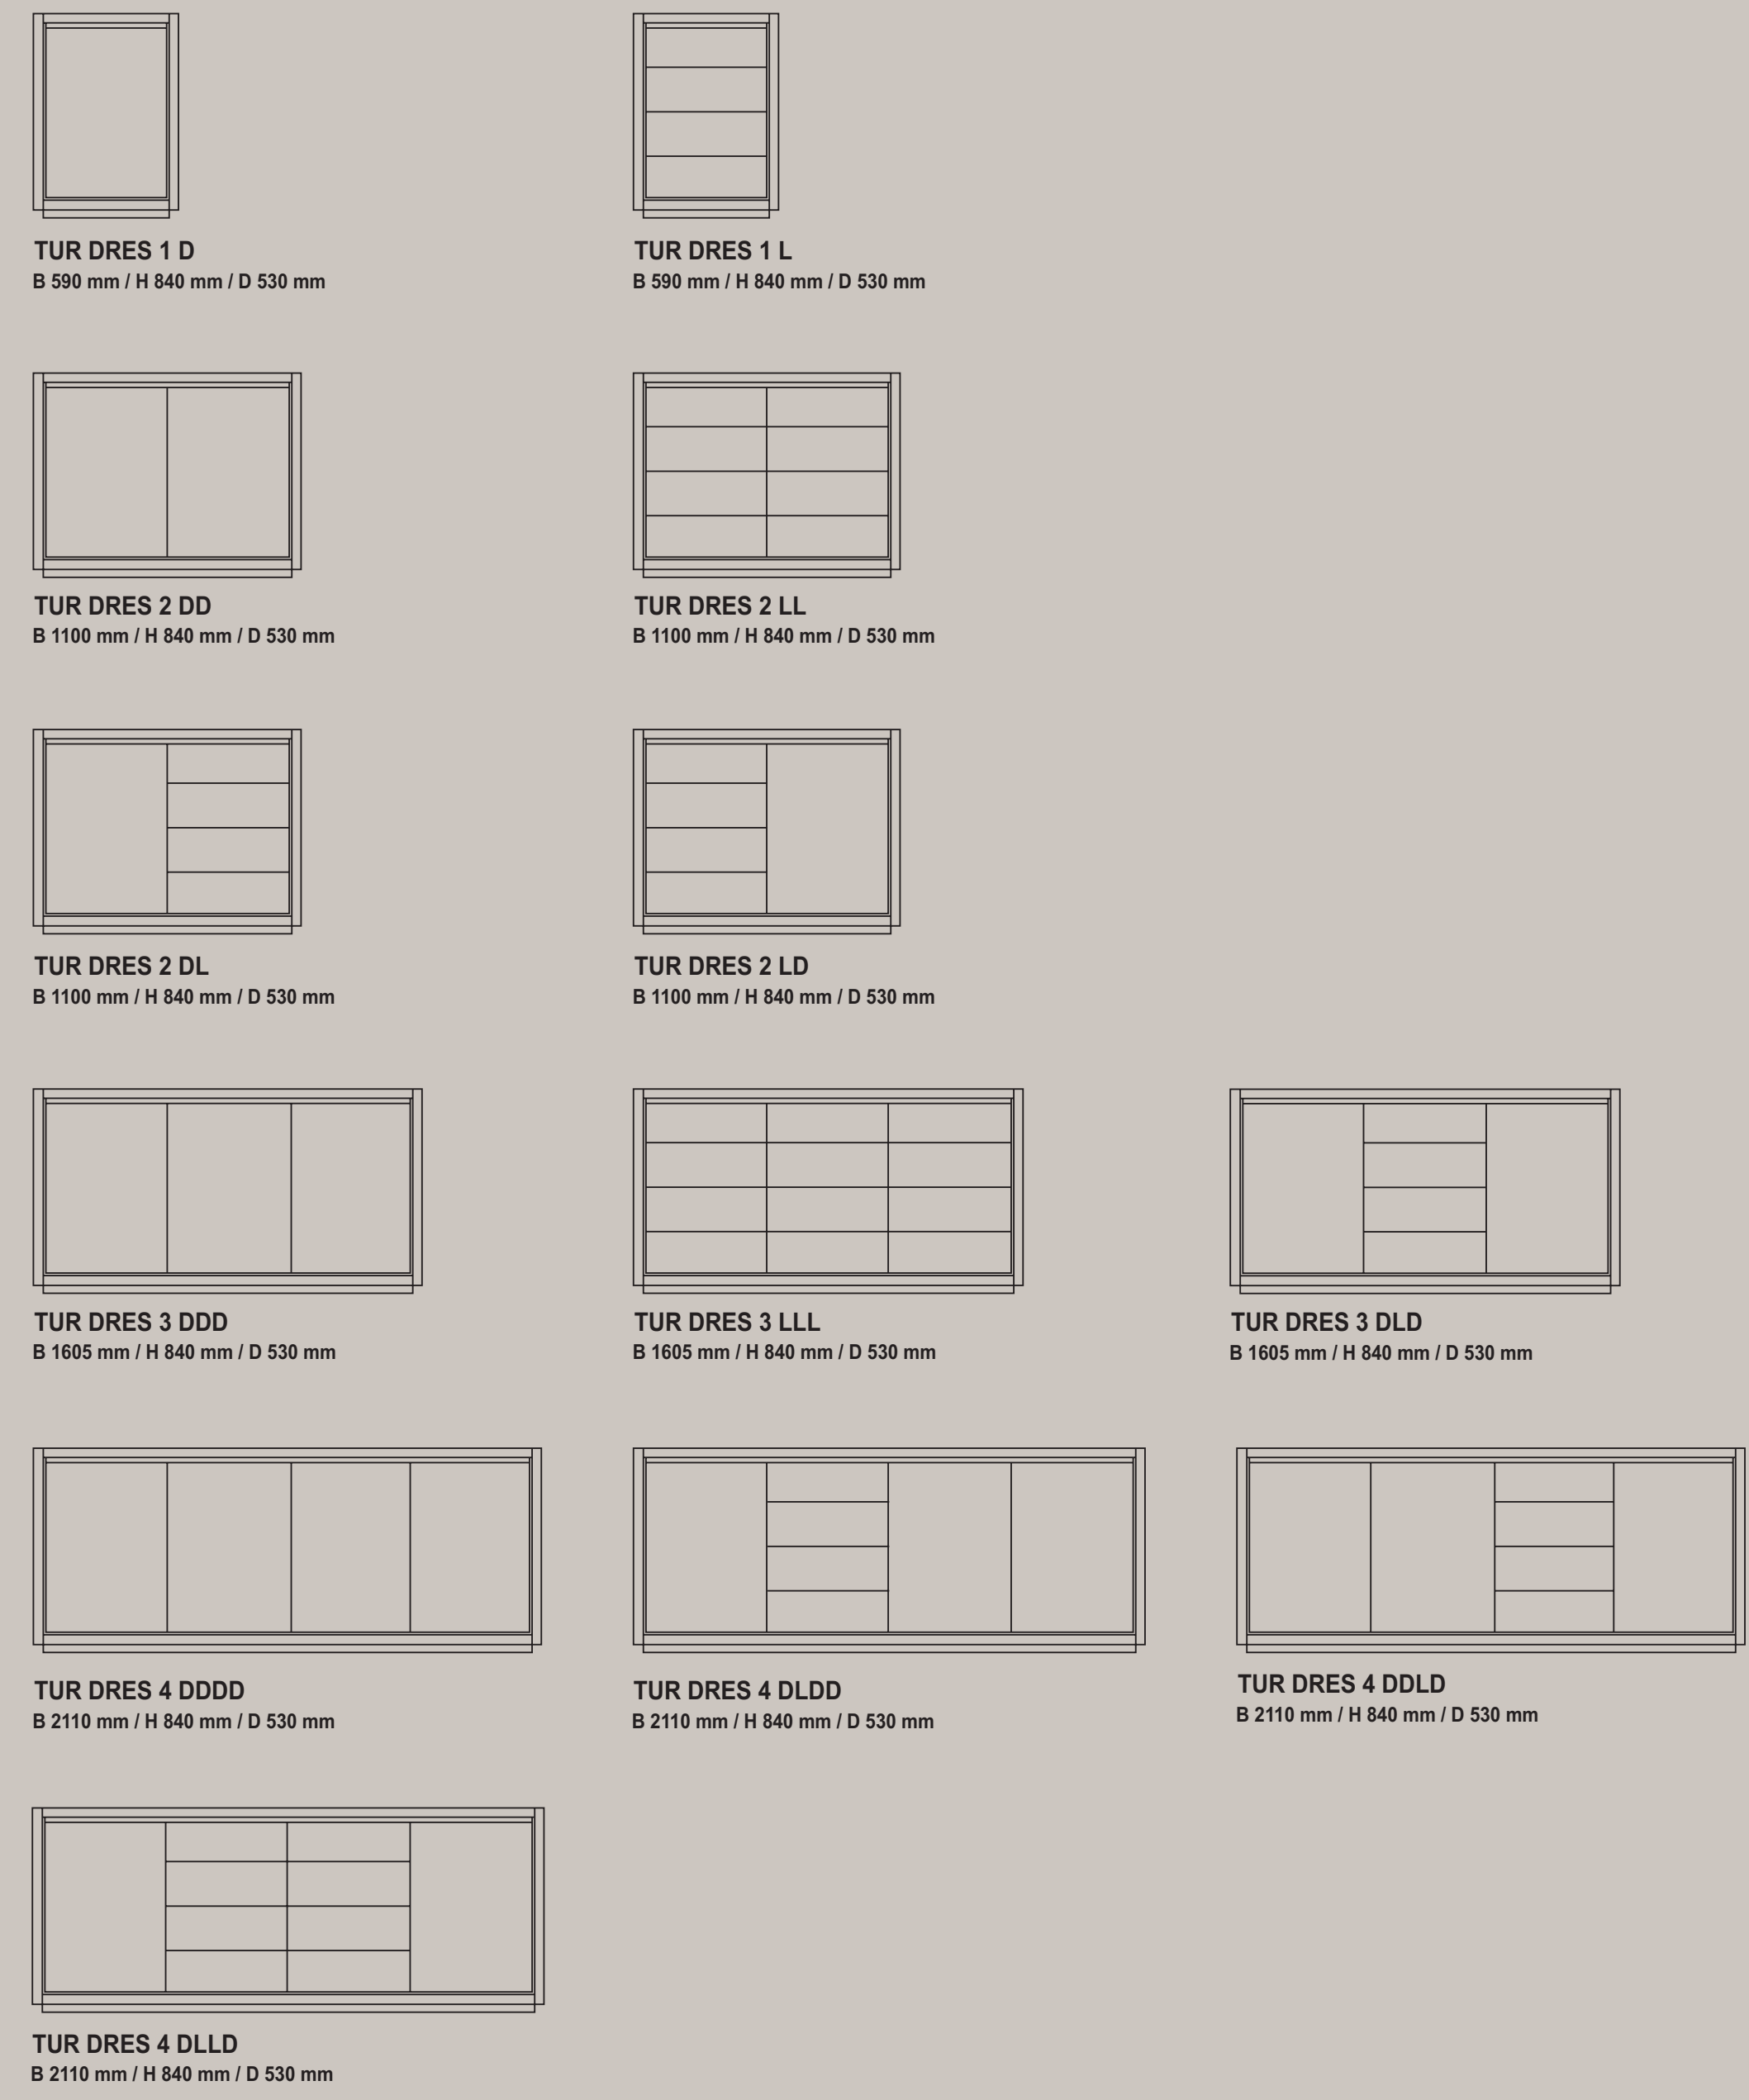 TUR DRES 1 D
B 590 mm / H 840 mm / D 530 mm
TUR DRES 1 L
B 590 mm / H 840 mm / D 530 mm
TUR DRES 2 DD
B 1100 mm / H 840 mm / D 530 mm
TUR DRES 2 LL
B 1100 mm / H 840 mm / D 530 mm
TUR DRES 2 DL
B 1100 mm / H 840 mm / D 530 mm
TUR DRES 2 LD
B 1100 mm / H 840 mm / D 530 mm
TUR DRES 3 DDD
B 1605 mm / H 840 mm / D 530 mm
TUR DRES 3 LLL
B 1605 mm / H 840 mm / D 530 mm
TUR DRES 3 DLD
B 1605 mm / H 840 mm / D 530 mm
TUR DRES 4 DDDD
B 2110 mm / H 840 mm / D 530 mm
TUR DRES 4 DLDD
B 2110 mm / H 840 mm / D 530 mm
TUR DRES 4 DDLD
B 2110 mm / H 840 mm / D 530 mm
TUR DRES 4 DLLD
B 2110 mm / H 840 mm / D 530 mm